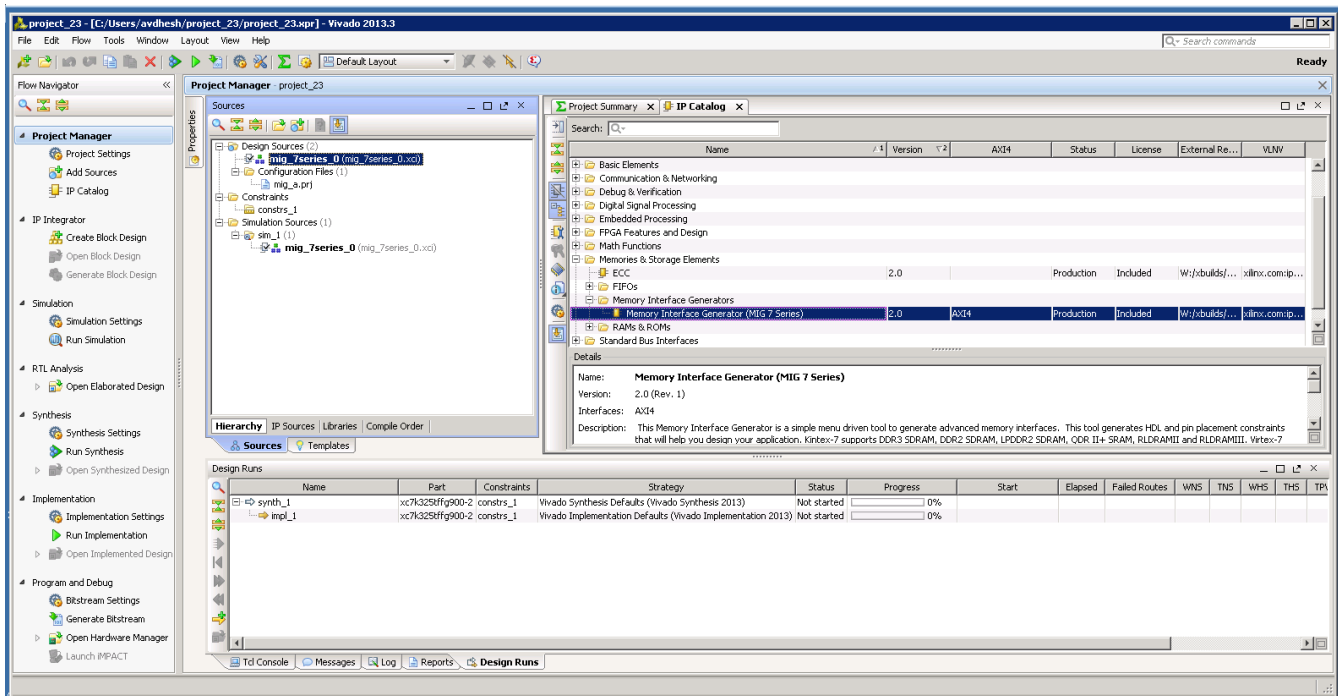 project_23 - [C:/Users/avdhesh/project_23/project_23.xpr] - Vivado 2013.3
File Edit Flow Tools Window Layout View Help
Search commands
Default Layout
Ready
Flow Navigator
Project Manager
Project Settings
Add Sources
IP Catalog
IP Integrator
Create Block Design
Open Block Design
Generate Block Design
Simulation
Simulation Settings
Run Simulation
RTL Analysis
Open Elaborated Design
Synthesis
Synthesis Settings
Run Synthesis
Open Synthesized Design
Implementation
Implementation Settings
Run Implementation
Open Implemented Design
Program and Debug
Bitstream Settings
Generate Bitstream
Open Hardware Manager
Launch iMPACT
Project Manager - project_23
Properties
Sources
Design Sources (2)
mig_7series_0 (mig_7series_0.xci)
Configuration Files (1)
mig_a.prj
Constraints
constrs_1
Simulation Sources (1)
sim_1 (1)
mig_7series_0 (mig_7series_0.xci)
Hierarchy IP Sources Libraries Compile Order
Sources Templates
Project Summary IP Catalog
Search:
Name 1 Version 2 AXI4 Status License External Re... VLNV
Basic Elements
Communication & Networking
Debug & Verification
Digital Signal Processing
Embedded Processing
FPGA Features and Design
Math Functions
Memories & Storage Elements
ECC 2.0 Production Included W:/xbuilds/... xilinx.com:ip...
FIFOs
Memory Interface Generators
Memory Interface Generator (MIG 7 Series) 2.0 AXI4 Production Included W:/xbuilds/... xilinx.com:ip...
RAMs & ROMs
Standard Bus Interfaces
Details
Name: Memory Interface Generator (MIG 7 Series)
Version: 2.0 (Rev. 1)
Interfaces: AXI4
Description: This Memory Interface Generator is a simple menu driven tool to generate advanced memory interfaces. This tool generates HDL and pin placement constraints
that will help you design your application. Kintex-7 supports DDR3 SDRAM, DDR2 SDRAM, LPDDR2 SDRAM, QDR II+ SRAM, RLDRAMII and RLDRAMIII. Virtex-7
Design Runs
Name Part Constraints Strategy Status Progress Start Elapsed Failed Routes WNS TNS WHS THS TPV
synth_1 xc7k325tffg900-2 constrs_1 Vivado Synthesis Defaults (Vivado Synthesis 2013) Not started 0%
impl_1 xc7k325tffg900-2 constrs_1 Vivado Implementation Defaults (Vivado Implementation 2013) Not started 0%
Tcl Console Messages Log Reports Design Runs